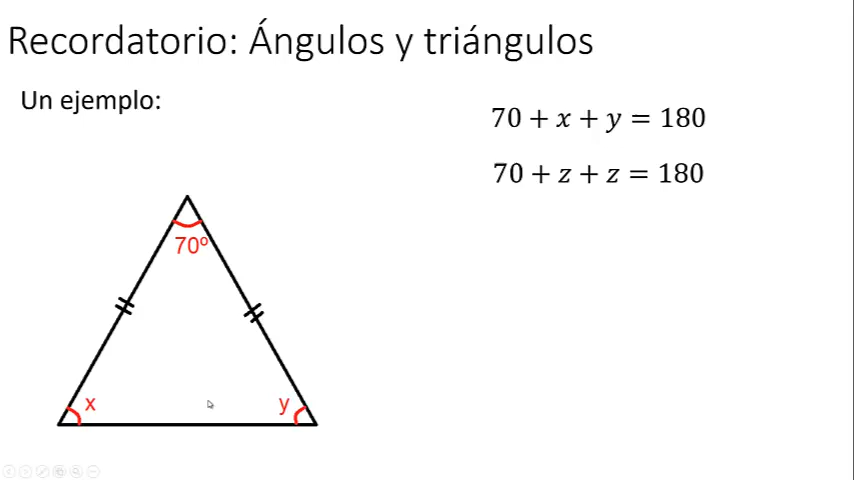 Recordatorio: Ángulos y triángulos
Un ejemplo:
70 + x + y = 180
70 + z + z = 180
70º
x
y